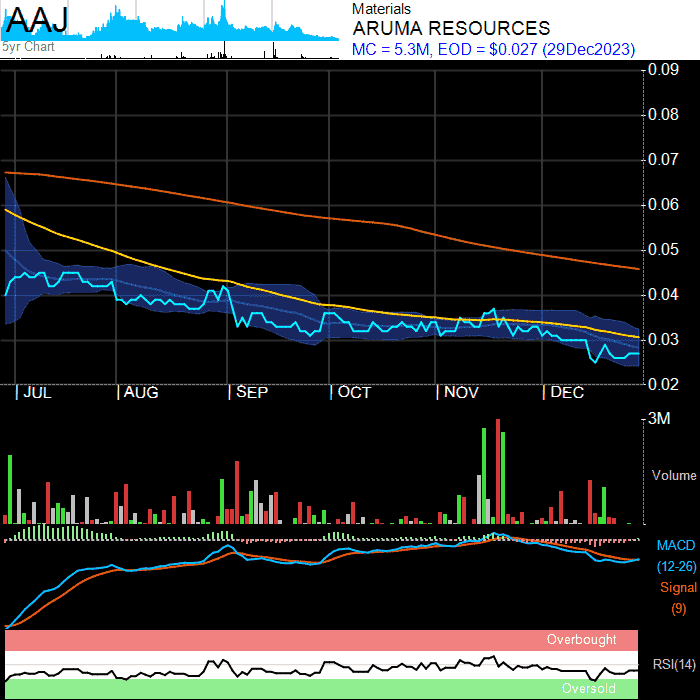 AAJ
5yr Chart
Materials
ARUMA RESOURCES
MC = 5.3M, EOD = $0.027 (29Dec2023)
0.09
0.08
0.07
0.06
0.05
0.04
0.03
0.02
JUL AUG SEP OCT NOV DEC
3M
Volume
MACD
(12-26)
Signal
(9)
Overbought
RSI(14)
Oversold